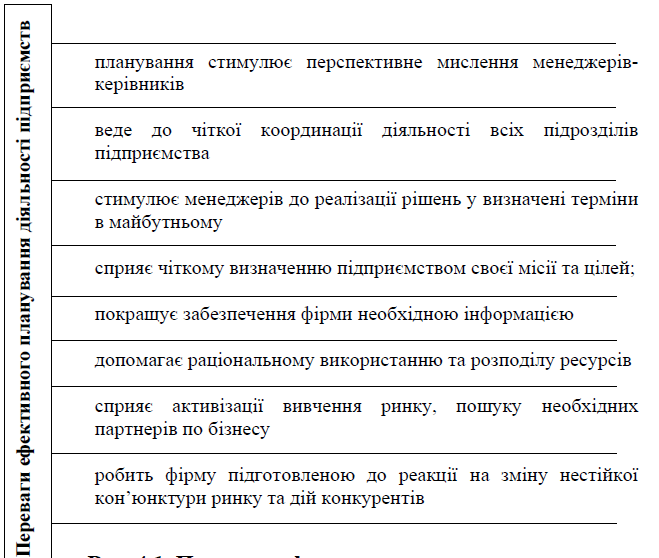 Переваги ефективного планування діяльності підприємств
планування стимулює перспективне мислення менеджерів-
керівників
веде до чіткої координації діяльності всіх підрозділів
підприємства
стимулює менеджерів до реалізації рішень у визначені терміни
в майбутньому
сприяє чіткому визначенню підприємством своєї місії та цілей;
покращує забезпечення фірми необхідною інформацією
допомагає раціональному використанню та розподілу ресурсів
сприяє активізації вивчення ринку, пошуку необхідних
партнерів по бізнесу
робить фірму підготовленою до реакції на зміну нестійкої
кон’юнктури ринку та дій конкурентів